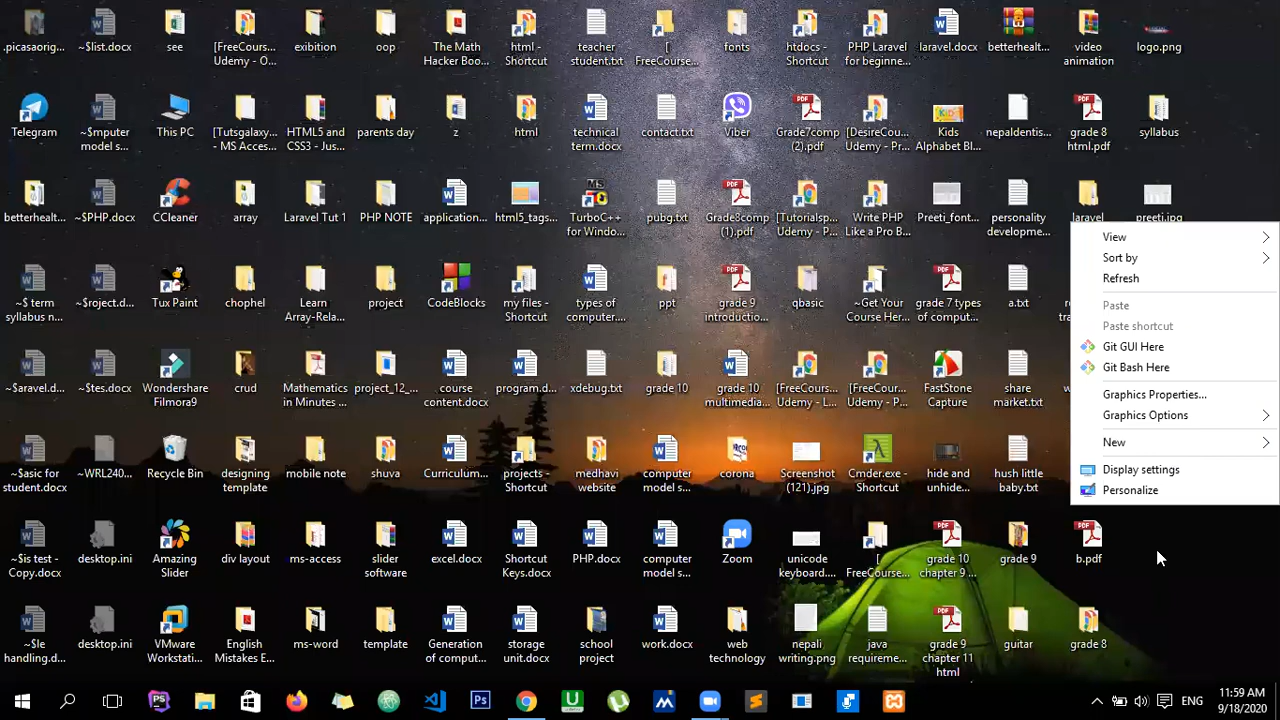 .picasaorig...
~$list.docx
see
[FreeCours...
Udemy - O...
exibition
oop
The Math
Hacker Boo...
html -
Shortcut
teacher
student.txt
[
FreeCourse...
fonts
htdocs -
Shortcut
PHP Laravel
for beginne...
laravel.docx
betterhealt...
video
animation
logo.png
Telegram
~$mputer
model s...
This PC
[Tutsgalaxy...
- MS Acces...
HTML5 and
CSS3 - Jus...
parents day
z
html
technical
term.docx
contact.txt
Viber
Grade7comp
(2).pdf
[DesireCou...
Udemy - Pr...
Kids
Alphabet Bl...
nepaldentis...
grade 8
html.pdf
syllabus
betterhealt...
~$PHP.docx
CCleaner
array
Laravel Tut 1
PHP NOTE
application...
html5_tags...
TurboC++
for Windo...
pubg.txt
Grade8comp
(1).pdf
[Tutorialsp...
Udemy - P...
Write PHP
Like a Pro B...
Preeti_font...
personality
developme...
laravel
preeti.jpg
~$ term
syllabus n...
~$roject.d...
Tux Paint
chophel
Learn
Array-Rela...
project
CodeBlocks
my files -
Shortcut
types of
computer....
ppt
grade 9
introductio...
qbasic
~Get Your
Course Her...
grade 7 types
of comput...
a.txt
~$aravel.d...
~$tes.docx
Wondershare
Filmora9
crud
Mathematics
in Minutes ...
project_12_...
course
content.docx
program.d...
xdebug.txt
grade 10
grade 10
multimedia...
[FreeCours...
Udemy - L...
[FreeCours...
Udemy - P...
FastStone
Capture
share
market.txt
~$asic for
student.docx
~WRL240...
Recycle Bin
designing
template
mobile note
shuya
Curriculum...
projects -
Shortcut
medhavi
website
computer
model s...
corona
Screenshot
(121).jpg
Cmder.exe -
Shortcut
hide and
unhide...
hush little
baby.txt
~$is test -
Copy.docx
desktop.ini
Amazing
Slider
div layout
ms-access
slider
software
excel.docx
Shortcut
Keys.docx
PHP.docx
computer
model s...
Zoom
unicode
keyboard....
[
FreeCours...
grade 10
chapter 9 ...
grade 9
b.pdf
~$le
handling.d...
desktop.ini
VMware
Workstati...
English
Mistakes E...
ms-word
template
Generation
of comput...
storage
unit.docx
school
project
work.docx
web
technology
nepali
writing.png
java
requireme...
grade 9
chapter 11
html
guitar
grade 8
View
Sort by
Refresh
Paste
Paste shortcut
Git GUI Here
Git Bash Here
Graphics Properties...
Graphics Options
New
Display settings
Personalize
ENG
11:59 AM
9/18/2020